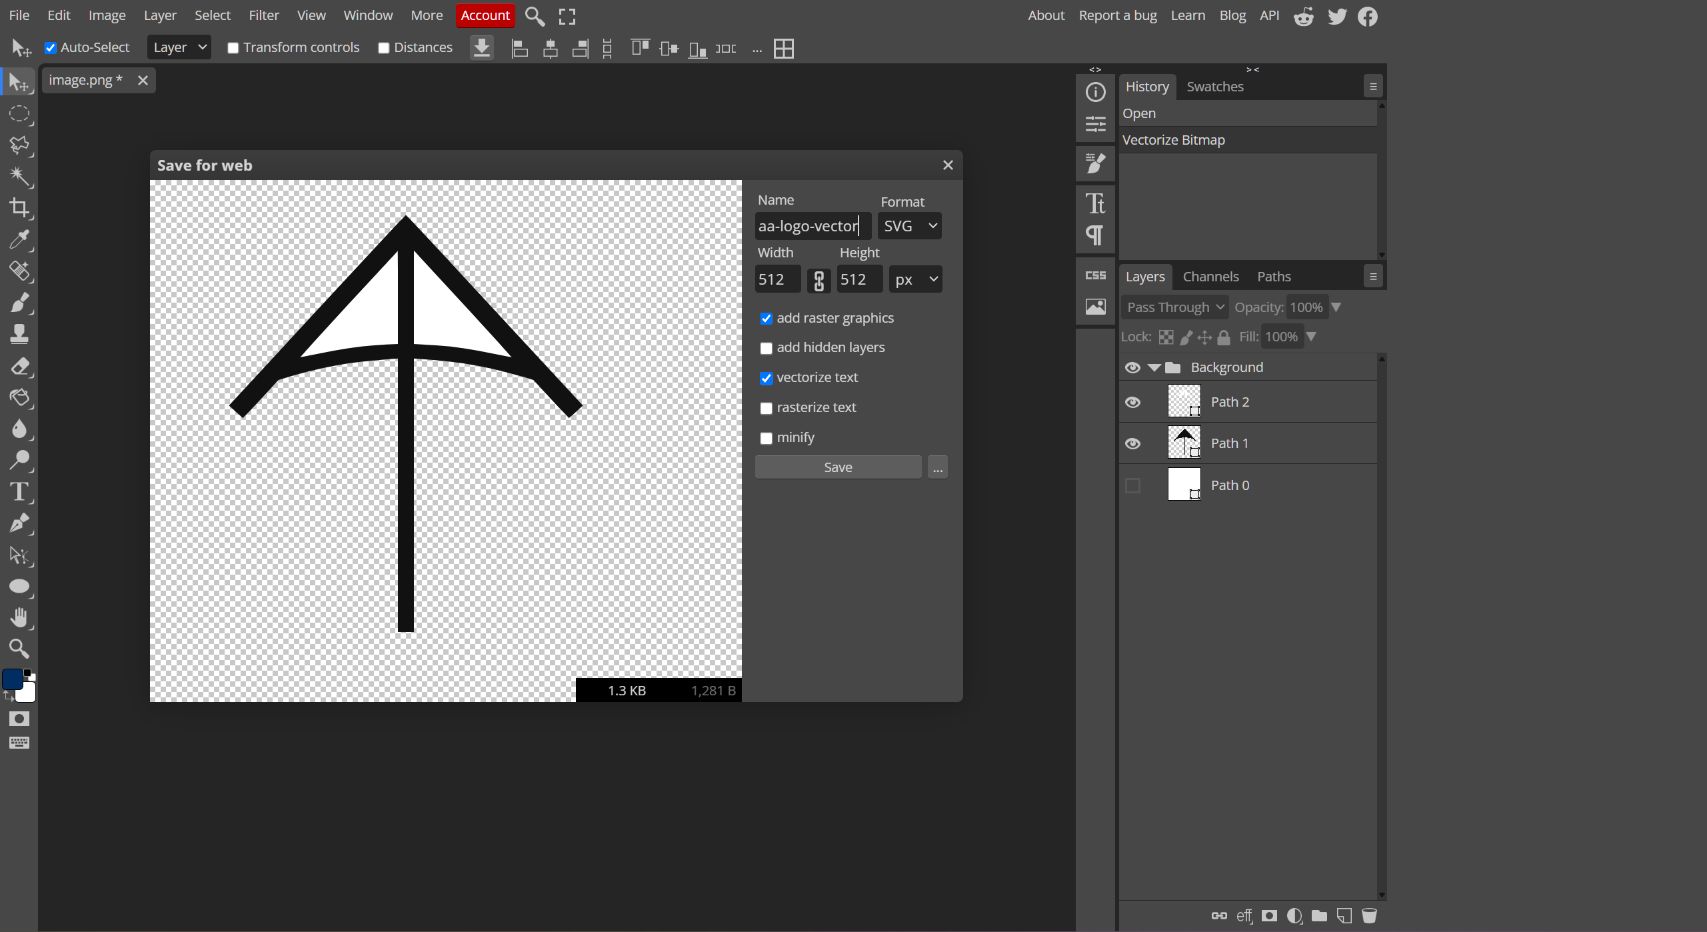 File Edit Image Layer Select Filter View Window More Account About Report a bug Learn Blog API
Auto-Select Layer Transform controls Distances ...
image.png *
Save for web
Name Format
aa-logo-vector SVG
Width Height
512 512 px
add raster graphics
add hidden layers
vectorize text
rasterize text
minify
Save ...
1.3 KB 1,281 B
History Swatches
Open
Vectorize Bitmap
CSS
Layers Channels Paths
Pass Through Opacity: 100%
Lock: Fill: 100%
Background
Path 2
Path 1
Path 0
eff